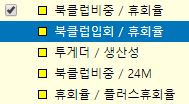 북클럽비중 / 휴회율
북클럽입회 / 휴회율
투게더 / 생산성
북클럽비중 / 24M
휴회율 / 플러스휴회율